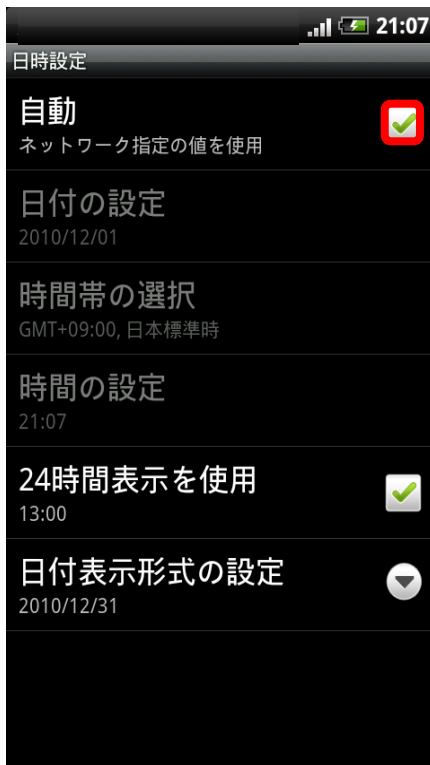 21:07
日時設定
自動
ネットワーク指定の値を使用
日付の設定
2010/12/01
時間帯の選択
GMT+09:00, 日本標準時
時間の設定
21:07
24時間表示を使用
13:00
日付表示形式の設定
2010/12/31